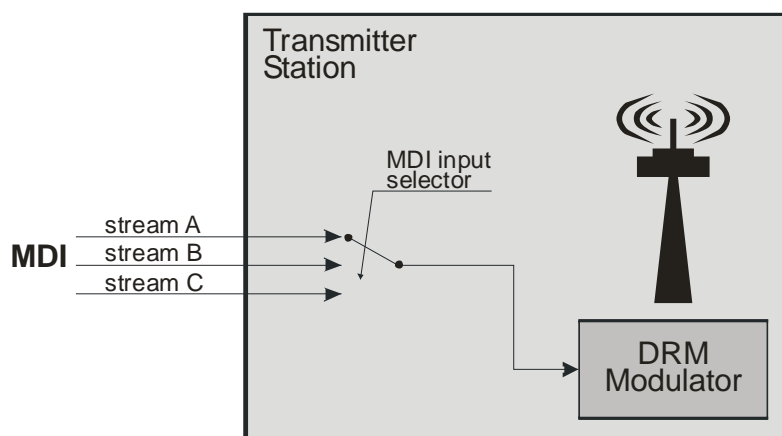 Transmitter
Station
MDI input
selector
MDI
stream A
stream B
stream C
DRM
Modulator